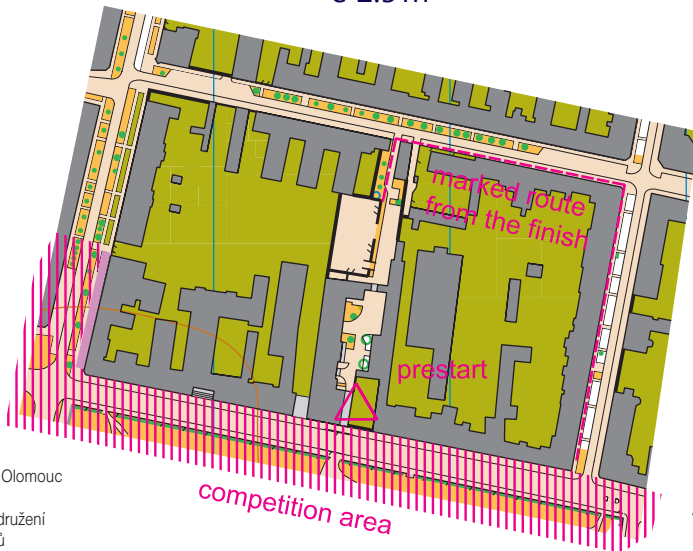 marked route
from the finish
prestart
competition area
Olomouc
družení
ů